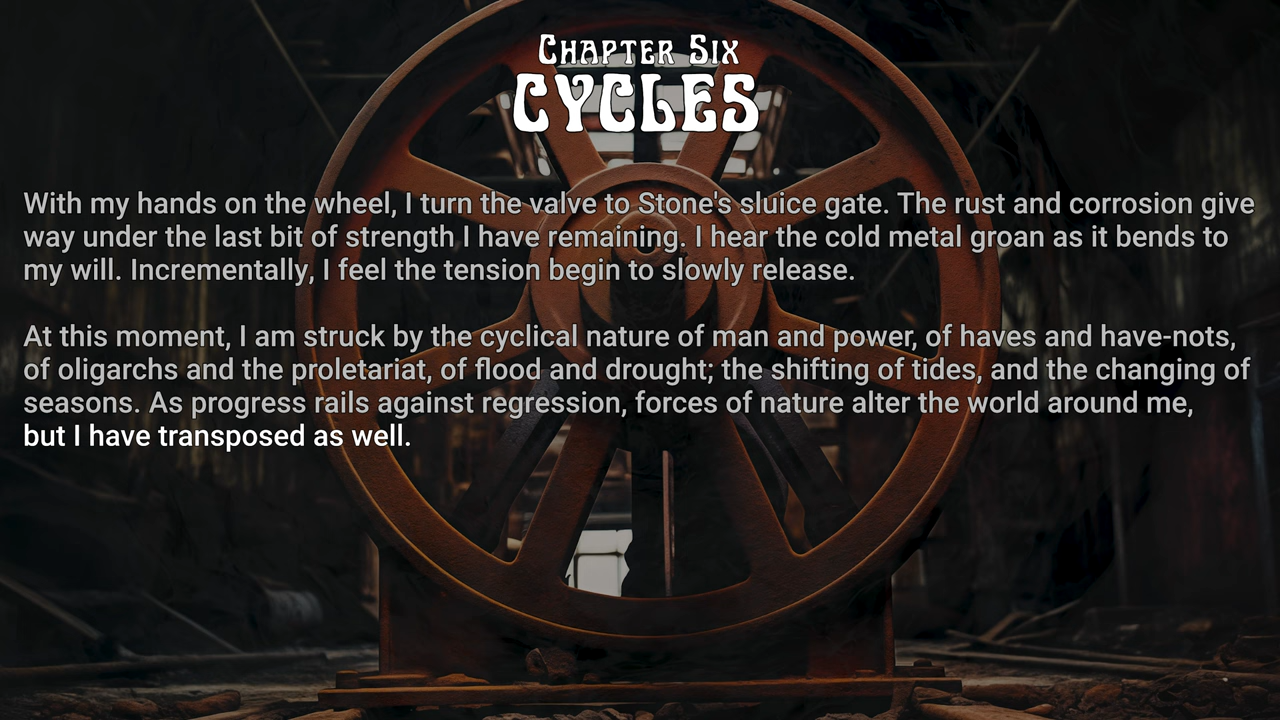 Chapter Six
CYCLES
With my hands on the wheel, I turn the valve to Stone's sluice gate. The rust and corrosion give
way under the last bit of strength I have remaining. I hear the cold metal groan as it bends to
my will. Incrementally, I feel the tension begin to slowly release.
At this moment, I am struck by the cyclical nature of man and power, of haves and have-nots,
of oligarchs and the proletariat, of flood and drought; the shifting of tides, and the changing of
seasons. As progress rails against regression, forces of nature alter the world around me,
but I have transposed as well.